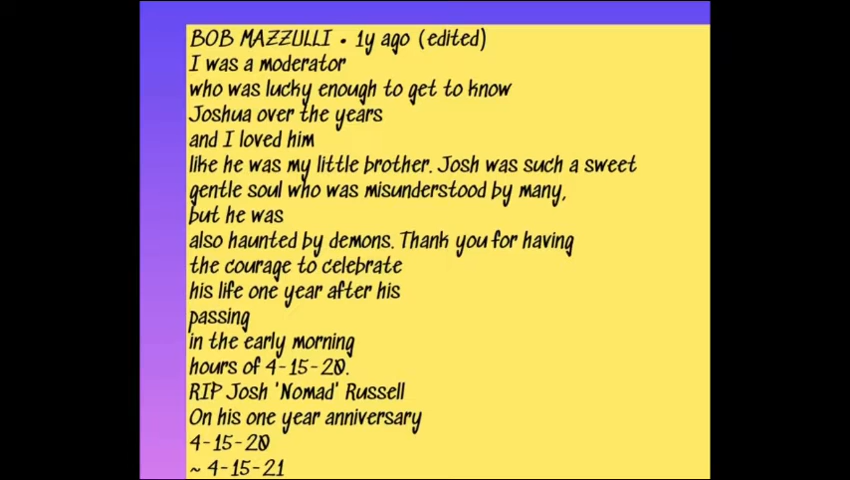 BOB MAZZULLI • 1y ago (edited)
I was a moderator
who was lucky enough to get to know
Joshua over the years
and I loved him
like he was my little brother. Josh was such a sweet
gentle soul who was misunderstood by many,
but he was
also haunted by demons. Thank you for having
the courage to celebrate
his life one year after his
passing
in the early morning
hours of 4-15-20.
RIP Josh 'Nomad' Russell
On his one year anniversary
4-15-20
~ 4-15-21